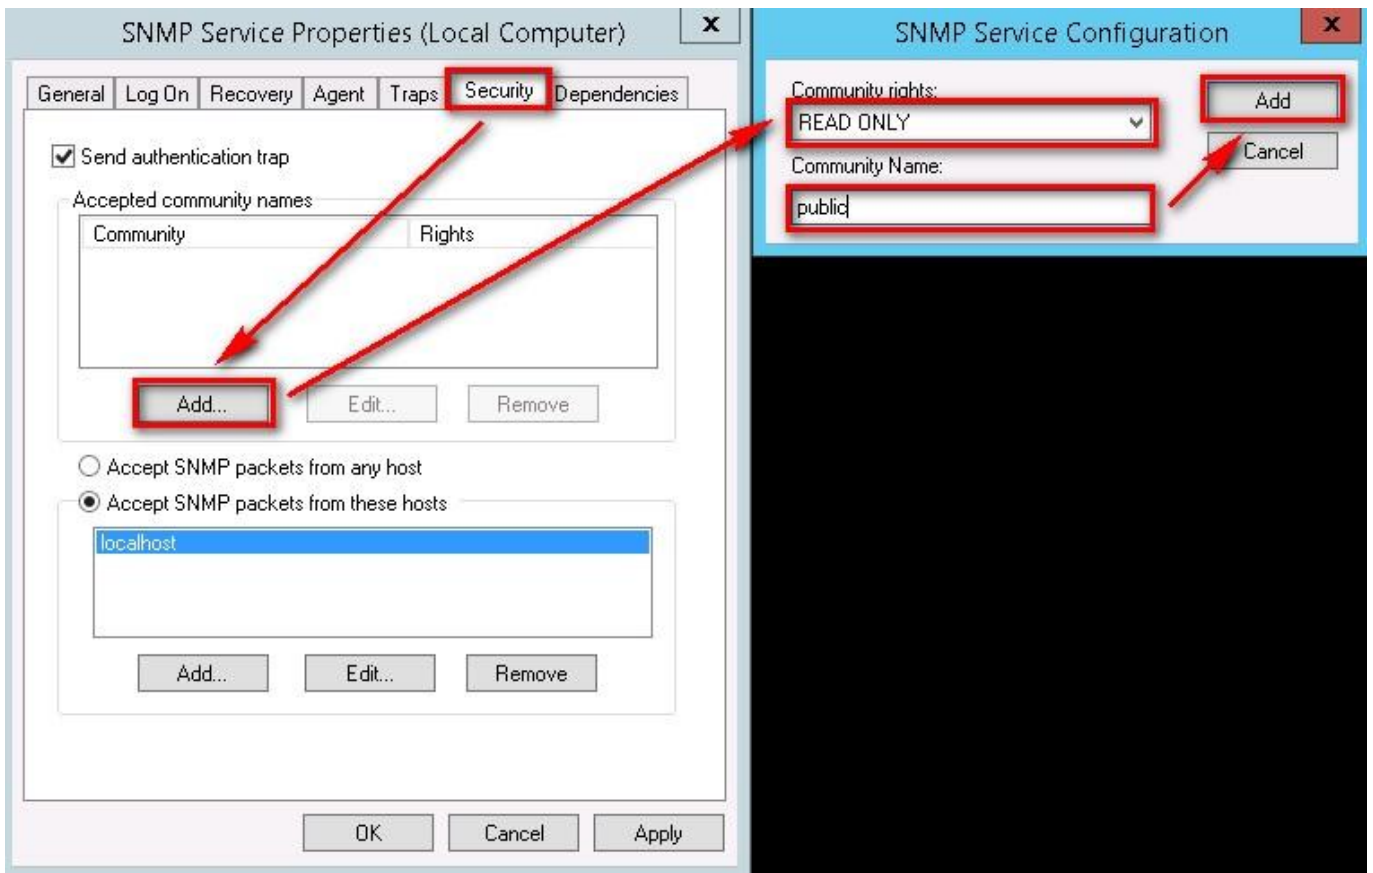 SNMP Service Properties (Local Computer)
x
General Log On Recovery Agent Traps Security Dependencies
Send authentication trap
Accepted community names
Community Rights
Add... Edit... Remove
Accept SNMP packets from any host
Accept SNMP packets from these hosts
localhost
Add... Edit... Remove
OK Cancel Apply
SNMP Service Configuration
x
Community rights:
READ ONLY
Add
Cancel
Community Name:
public